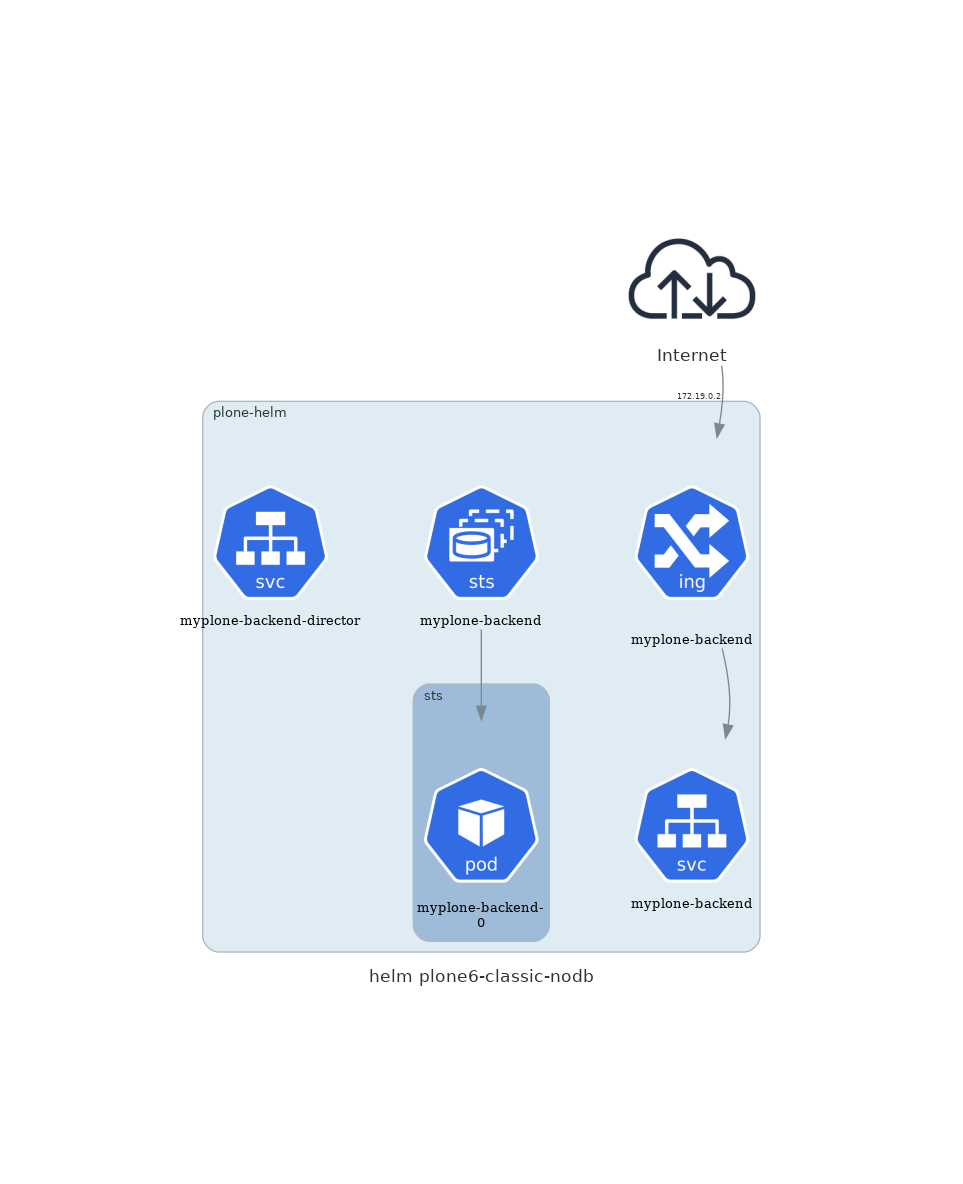 Internet
172.19.0.2
plone-helm
svc
sts
ing
myplone-backend-director
myplone-backend
myplone-backend
sts
pod
svc
myplone-backend-
0
myplone-backend
helm plone6-classic-nodb